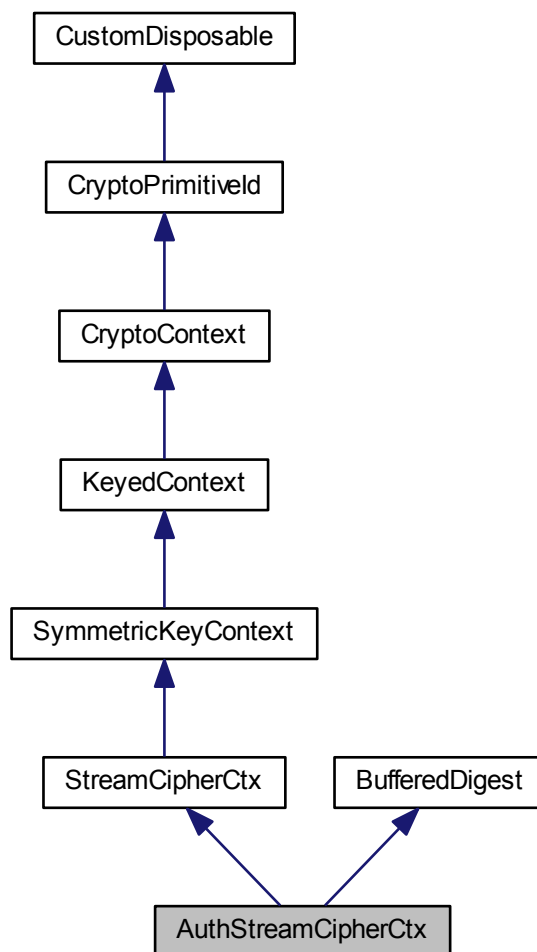 CustomDisposable
CryptoPrimitiveId
CryptoContext
KeyedContext
SymmetricKeyContext
StreamCipherCtx
BufferedDigest
AuthStreamCipherCtx